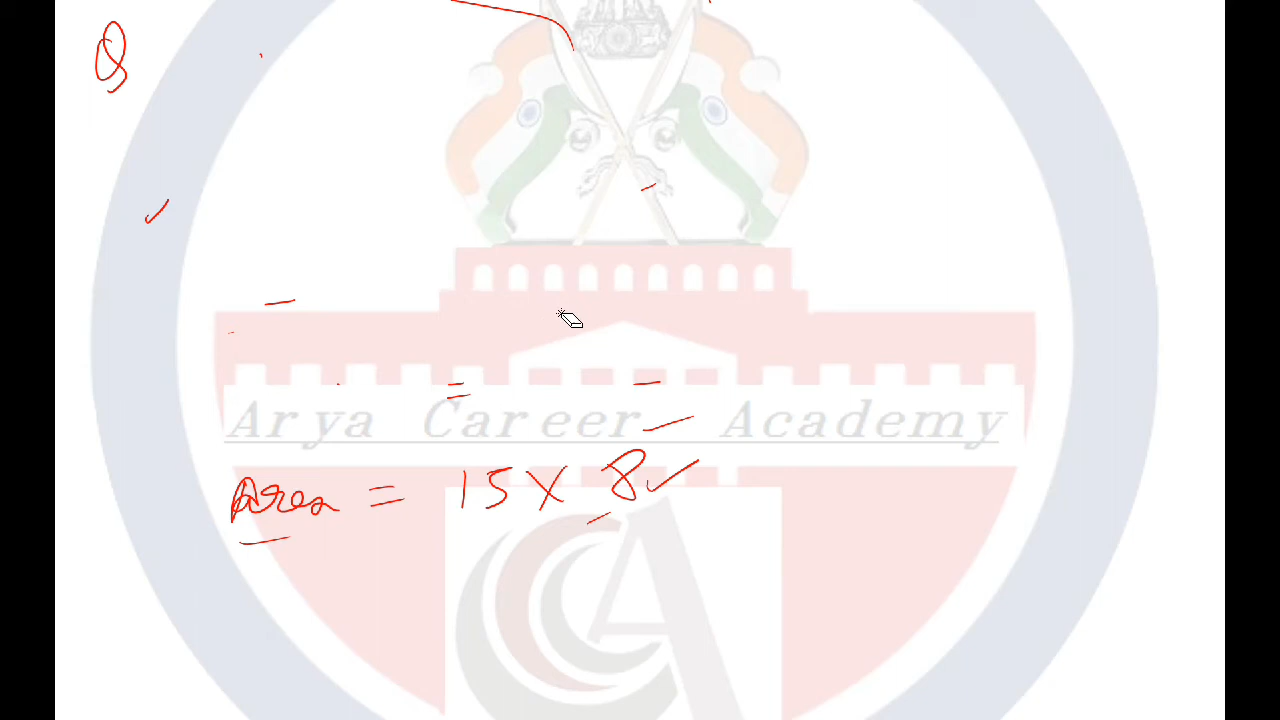 Q
Arya Career Academy
Area = 15 X 8 ✓